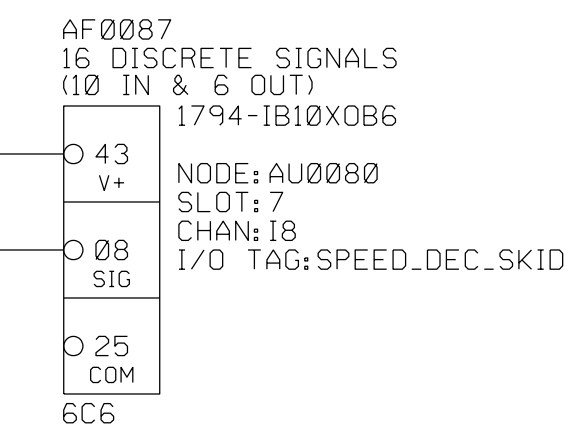 AF0087
16 DISCRETE SIGNALS
(10 IN & 6 OUT)
1794-IB10XOB6
43
V+
NODE:AU0080
SLOT:7
CHAN:I8
I/O TAG:SPEED_DEC_SKID
08
SIG
25
COM
6C6